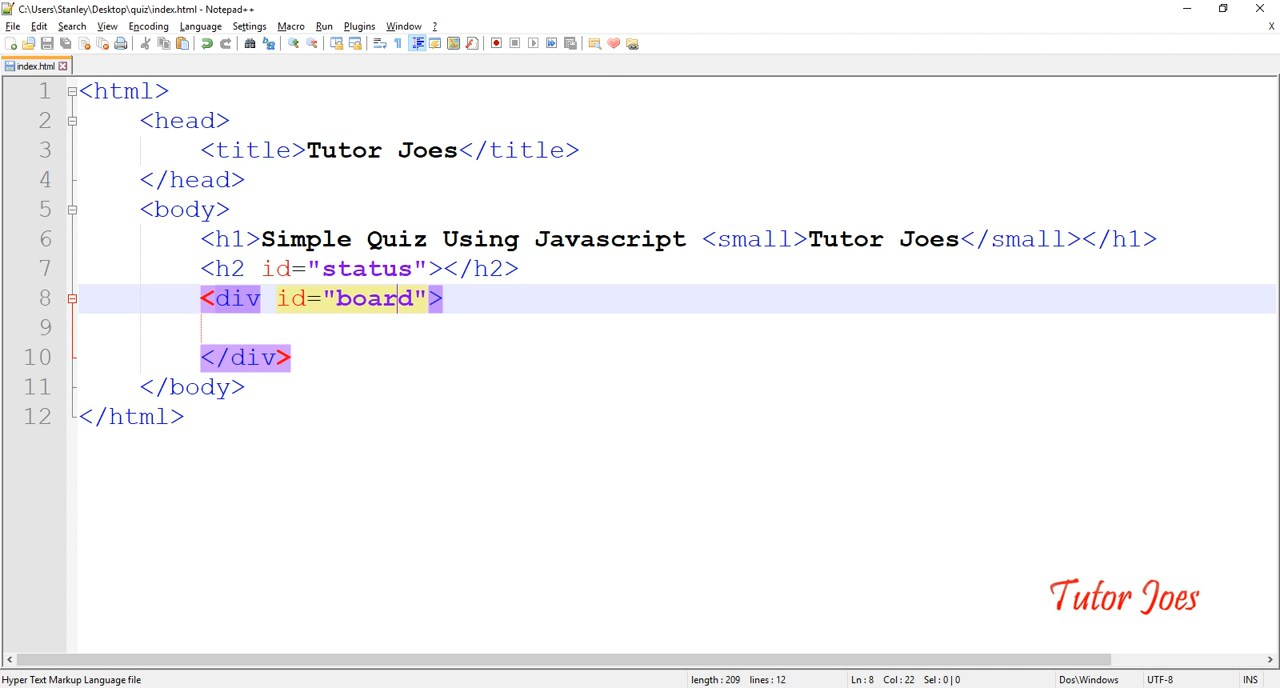 C:\Users\Stanley\Desktop\quiz\index.html - Notepad++
File Edit Search View Encoding Language Settings Macro Run Plugins Window ? X
index.html
1 <html>
2 <head>
3 <title>Tutor Joes</title>
4 </head>
5 <body>
6 <h1>Simple Quiz Using Javascript <small>Tutor Joes</small></h1>
7 <h2 id="status"></h2>
8 <div id="board">
9
10 </div>
11 </body>
12 </html>
Tutor Joes
Hyper Text Markup Language file length : 209 lines : 12 Ln : 8 Col : 22 Sel : 0 | 0 Dos\Windows UTF-8 INS